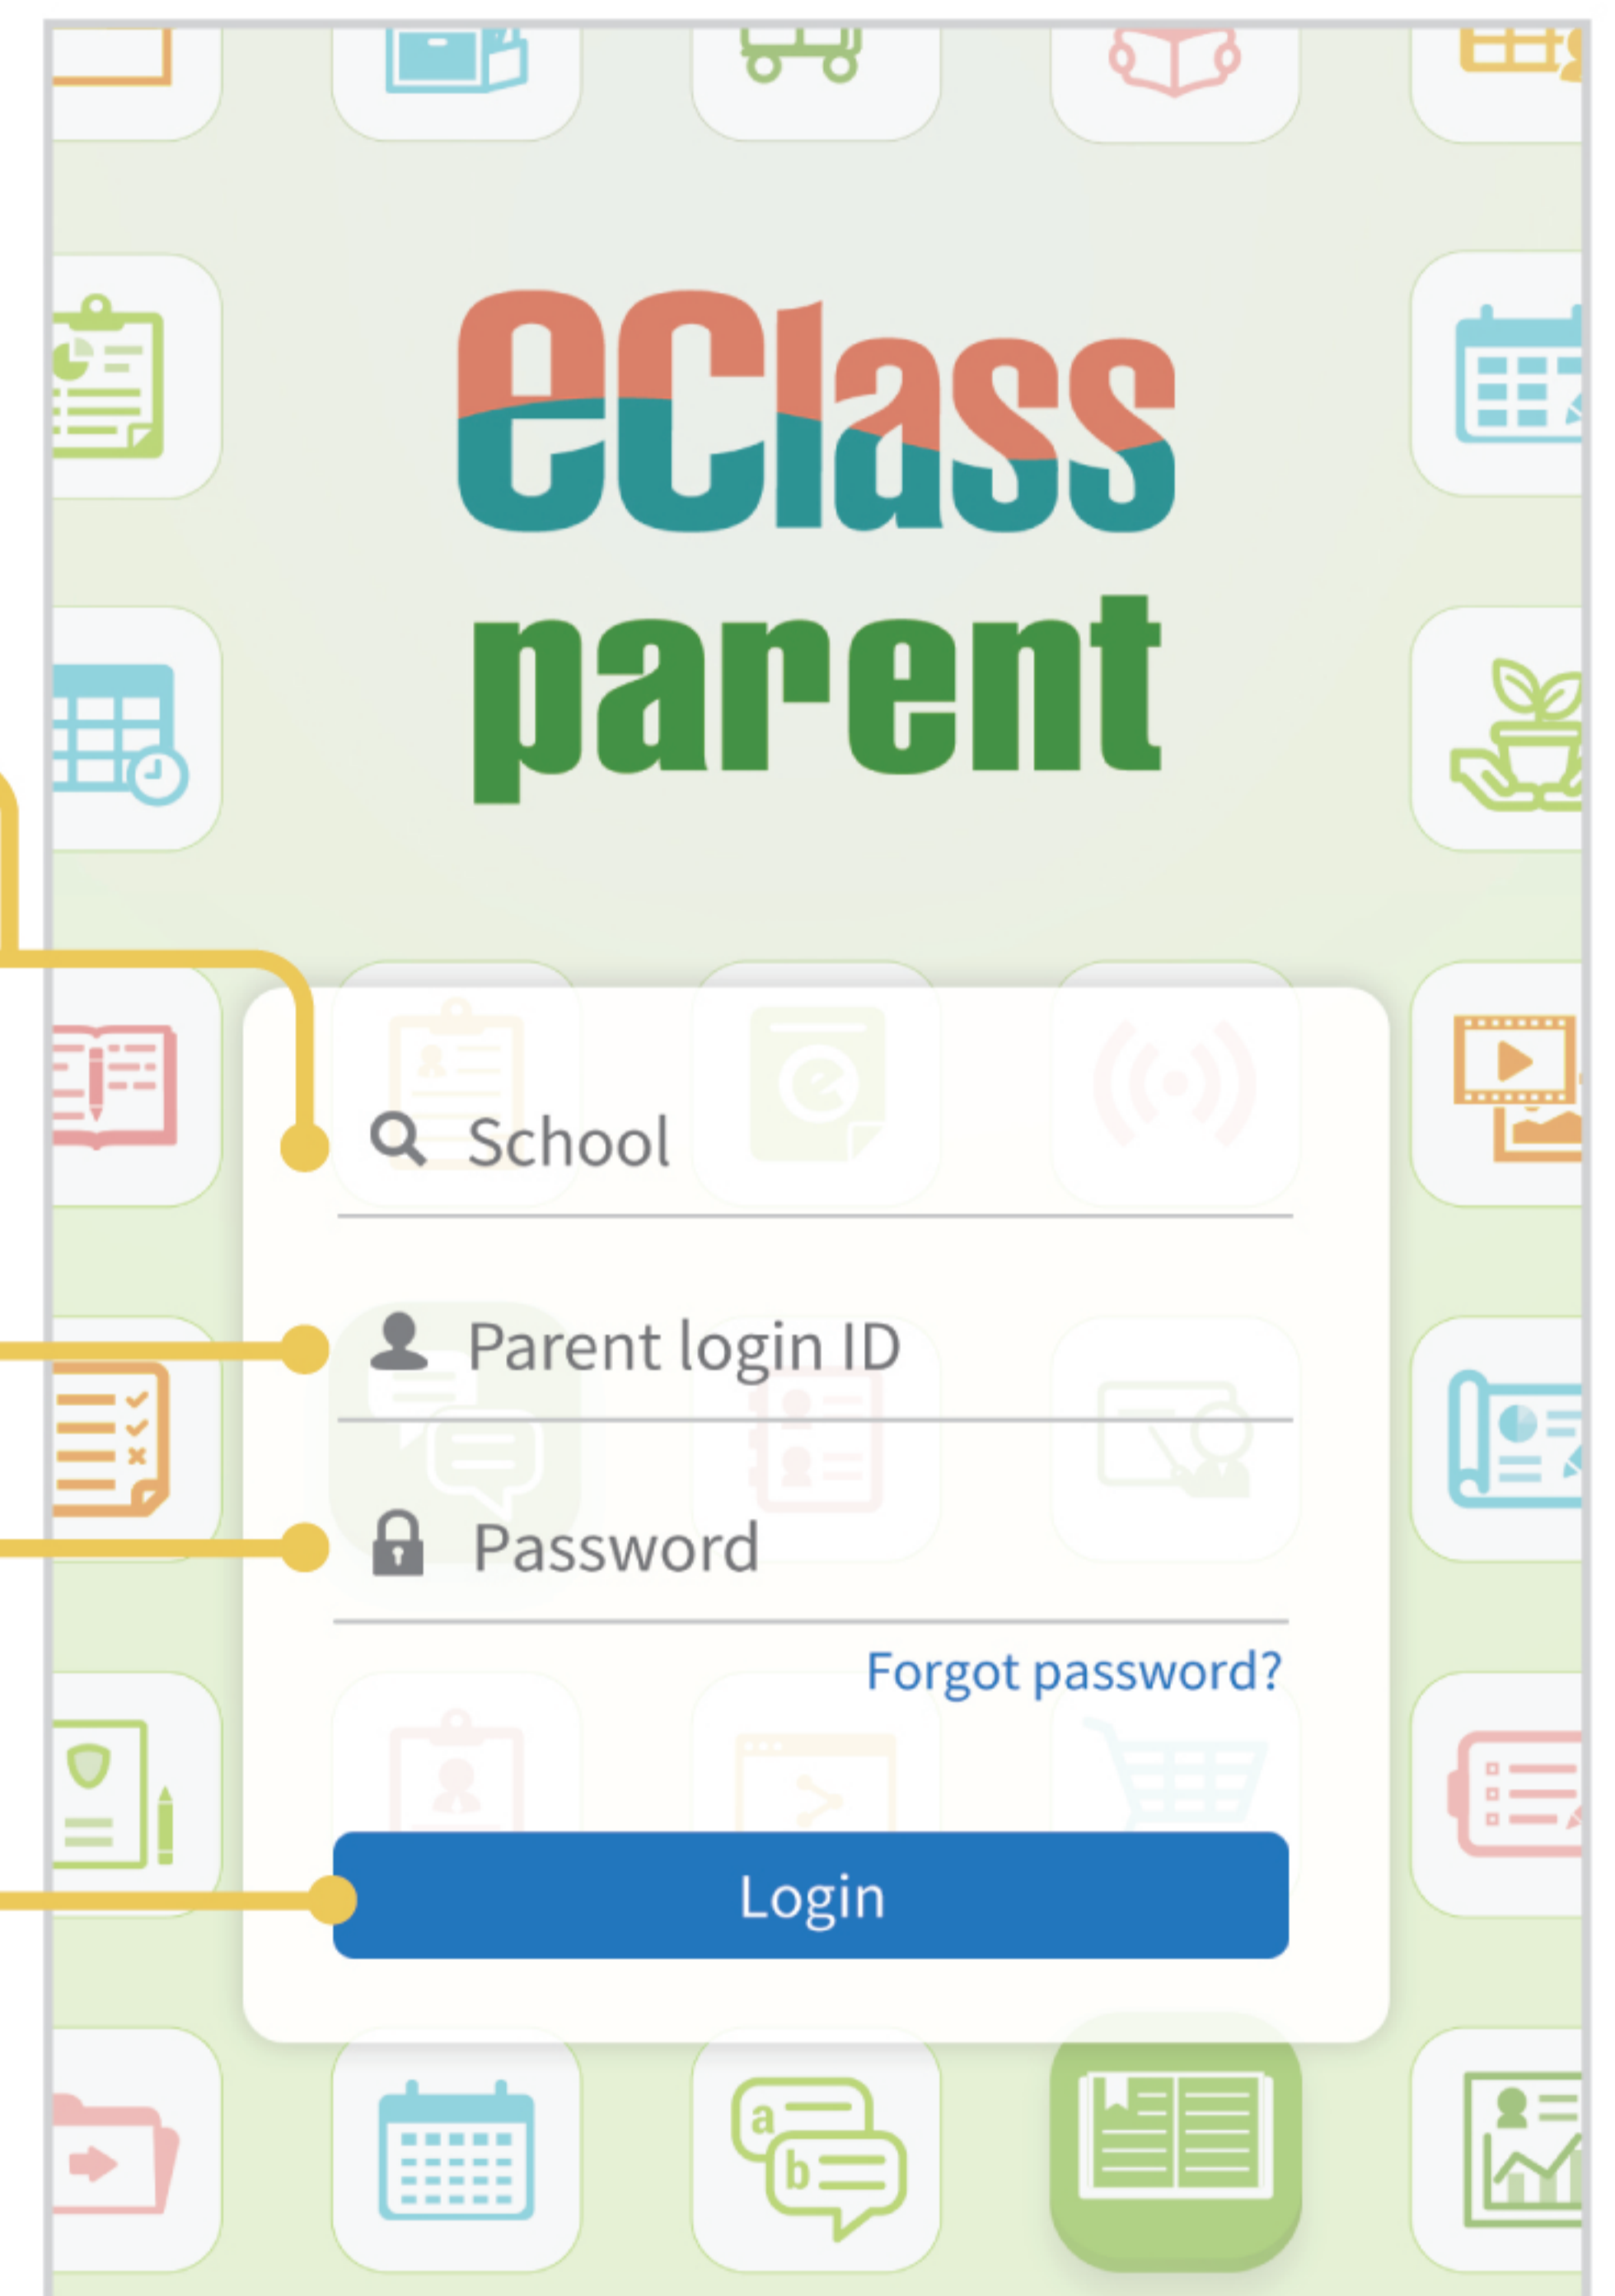 eClass
parent
School
Parent login ID
Password
Forgot password?
Login
a
b